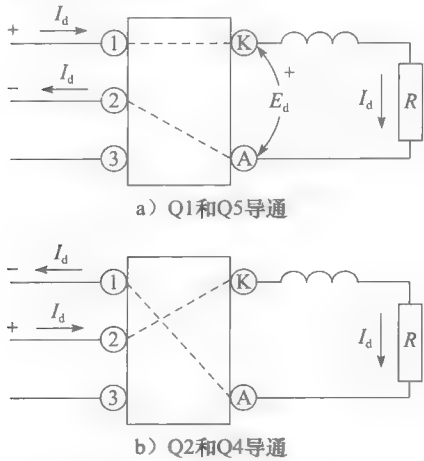 + I_d 1 K
− I_d + I_d R
2 E_d
3 A
a）Q1和Q5导通
− I_d 1 K
+ I_d 2 I_d R
3 A
b）Q2和Q4导通